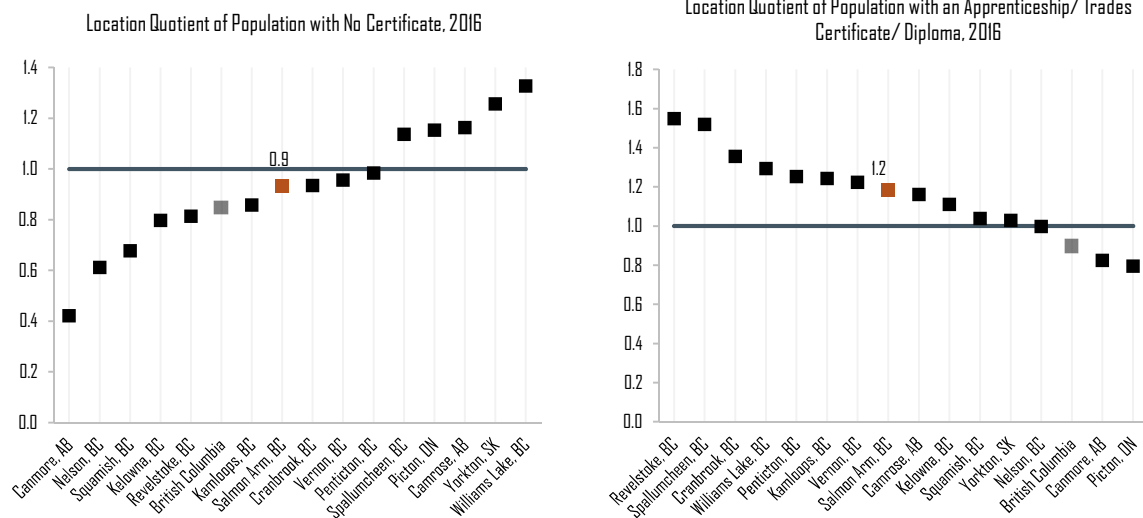 Location Quotient of Population with No Certificate, 2016
1.4
1.2
1.0
0.8
0.6
0.4
0.2
0.0
0.9
Canmore, AB
Nelson, BC
Squamish, BC
Kelowna, BC
Revelstoke, BC
British Columbia
Kamloops, BC
Salmon Arm, BC
Cranbrook, BC
Vernon, BC
Penticton, BC
Spallumcheen, BC
Picton, ON
Camrose, AB
Yorkton, SK
Williams Lake, BC
Location Quotient of Population with an Apprenticeship/ Trades
Certificate/ Diploma, 2016
1.8
1.6
1.4
1.2
1.0
0.8
0.6
0.4
0.2
0.0
1.2
Revelstoke, BC
Spallumcheen, BC
Cranbrook, BC
Williams Lake, BC
Penticton, BC
Kamloops, BC
Vernon, BC
Salmon Arm, BC
Camrose, AB
Kelowna, BC
Squamish, BC
Yorkton, SK
Nelson, BC
British Columbia
Canmore, AB
Picton, ON